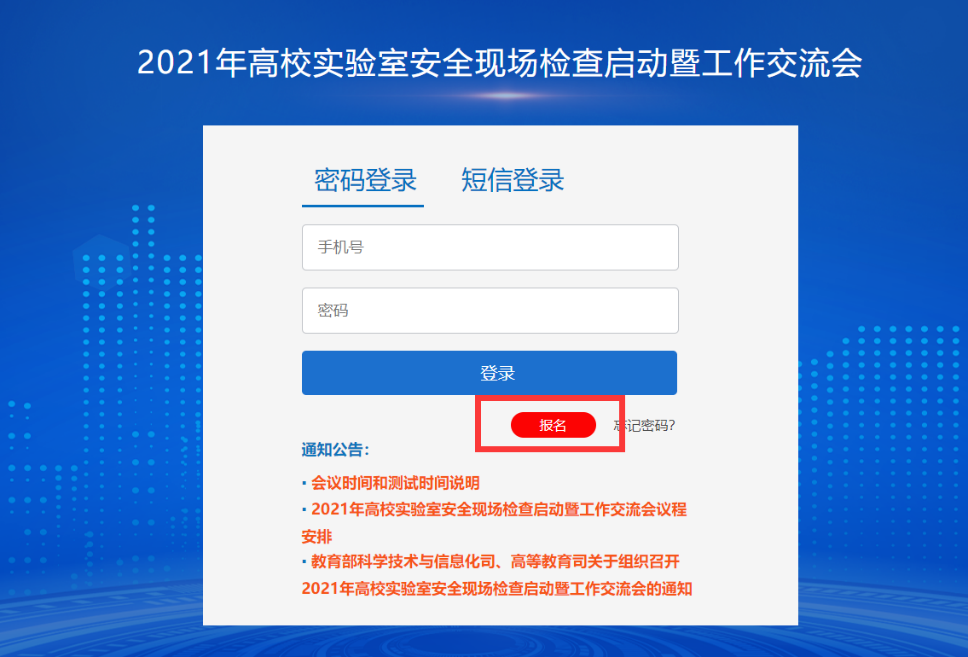 2021年高校实验室安全现场检查启动暨工作交流会
密码登录 短信登录
手机号
密码
登录
报名 忘记密码?
通知公告：
· 会议时间和测试时间说明
· 2021年高校实验室安全现场检查启动暨工作交流会议程
安排
· 教育部科学技术与信息化司、高等教育司关于组织召开
2021年高校实验室安全现场检查启动暨工作交流会的通知